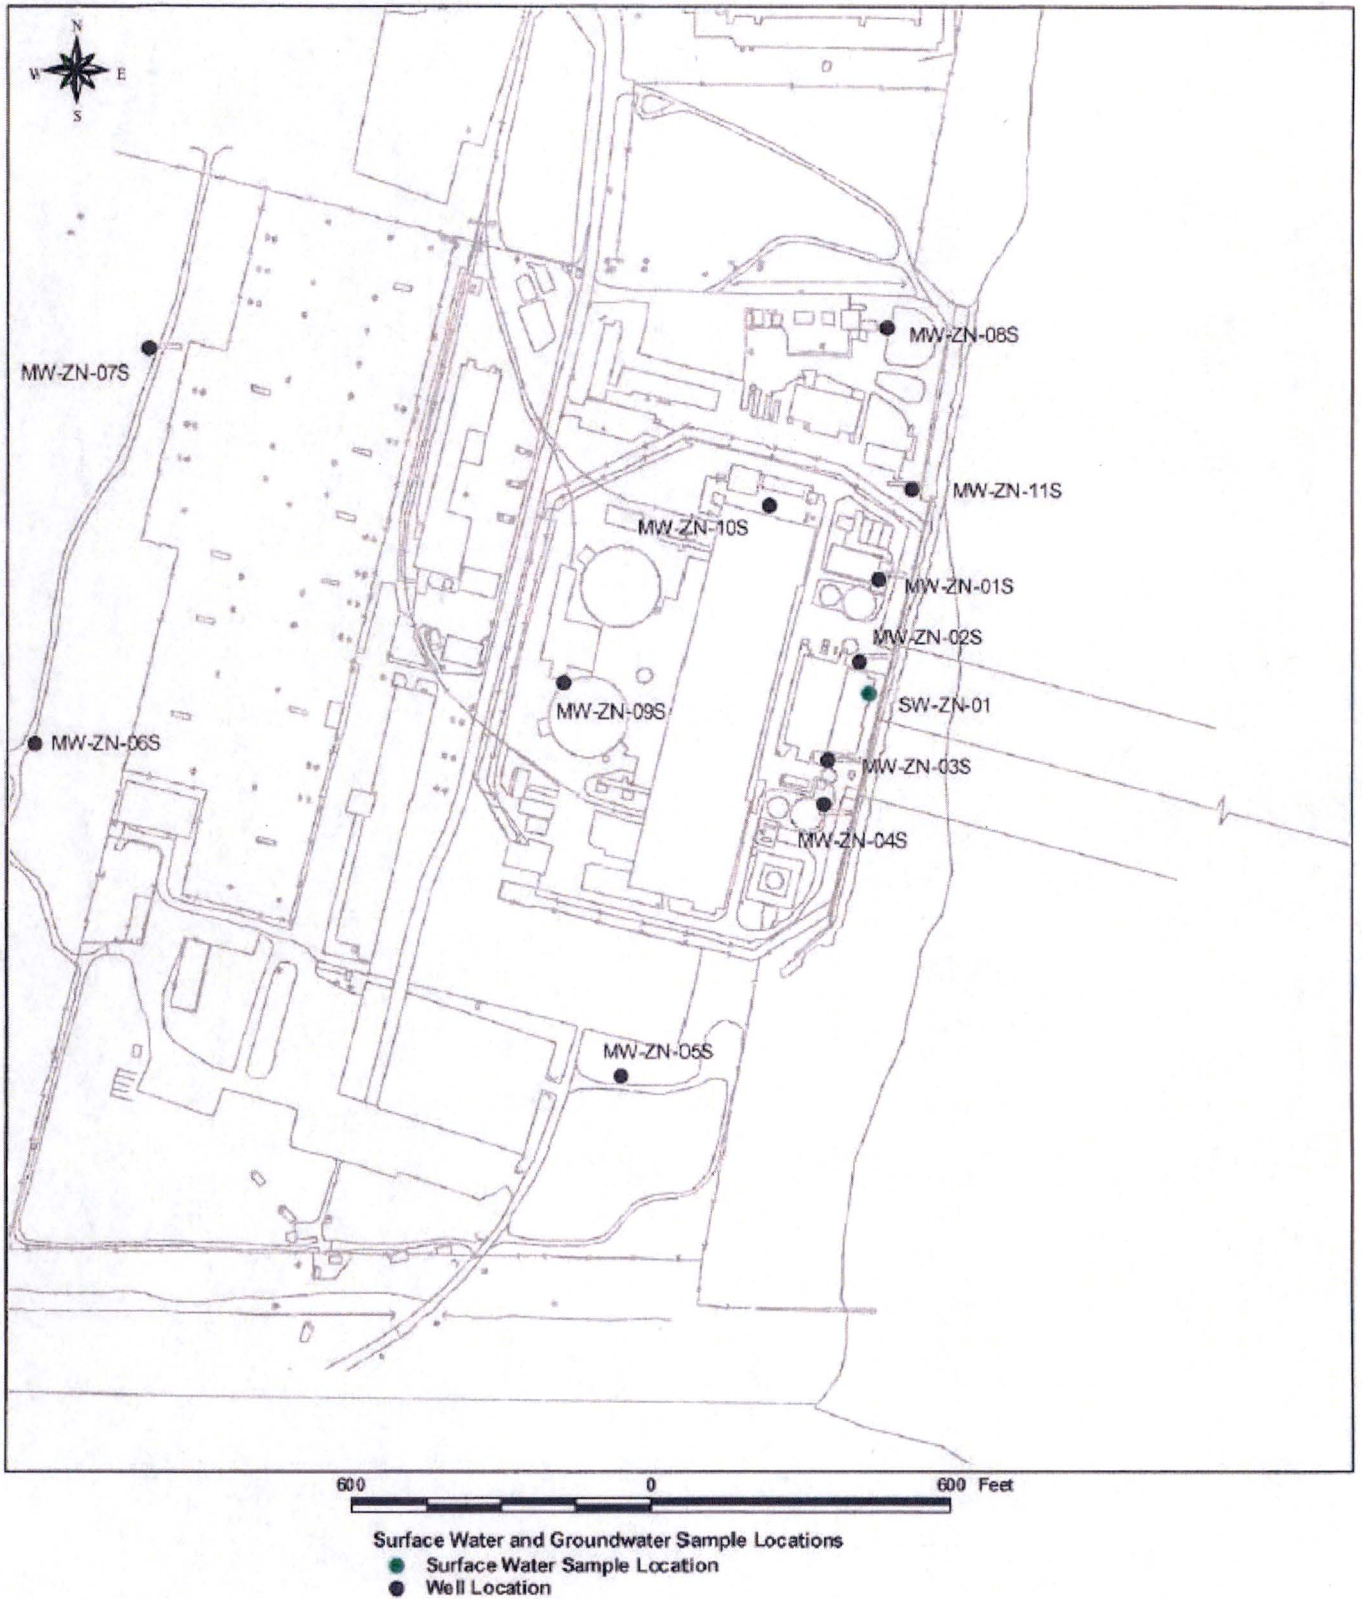 N
W E
S
MW-ZN-08S
MW-ZN-07S
MW-ZN-11S
MW-ZN-10S
MW-ZN-01S
MW-ZN-02S
SW-ZN-01
MW-ZN-09S
MW-ZN-06S
MW-ZN-03S
MW-ZN-04S
MW-ZN-05S
600 0 600 Feet
Surface Water and Groundwater Sample Locations
Surface Water Sample Location
Well Location